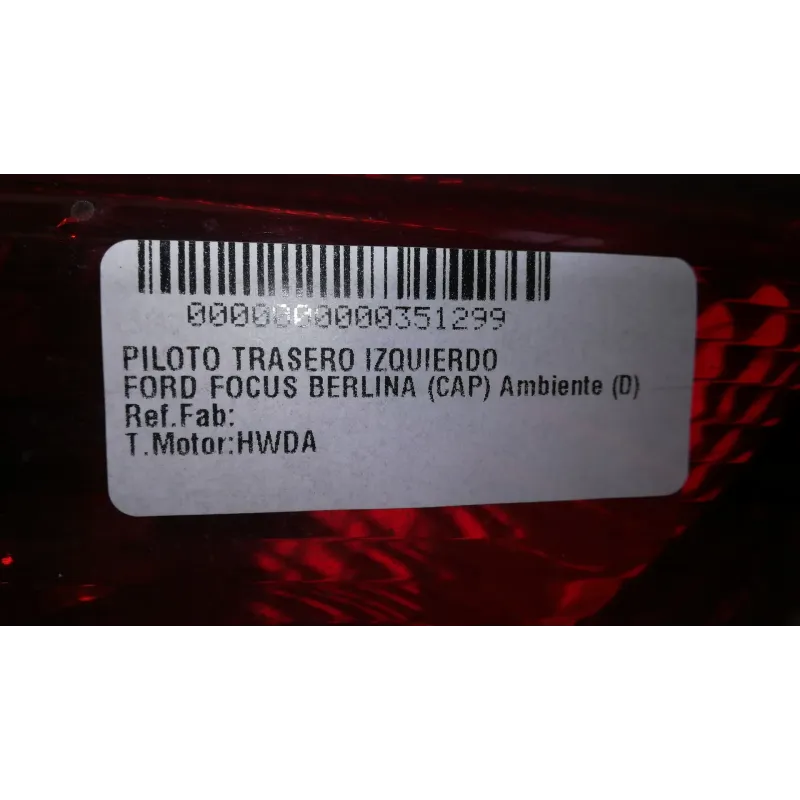 0000000000351299
PILOTO TRASERO IZQUIERDO
FORD FOCUS BERLINA (CAP) Ambiente (D)
Ref.Fab:
T.Motor:HWDA